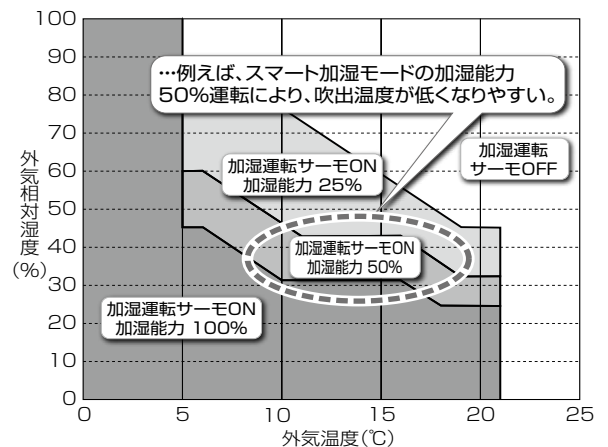 100
90
80
70
60
50
40
30
20
10
0
外気相対湿度
(%)
…例えば、スマート加湿モードの加湿能力
50%運転により、吹出温度が低くなりやすい。
加湿運転サーモON
加湿能力 25%
加湿運転
サーモOFF
加湿運転サーモON
加湿能力 50%
加湿運転サーモON
加湿能力 100%
0 5 10 15 20 25
外気温度(℃)